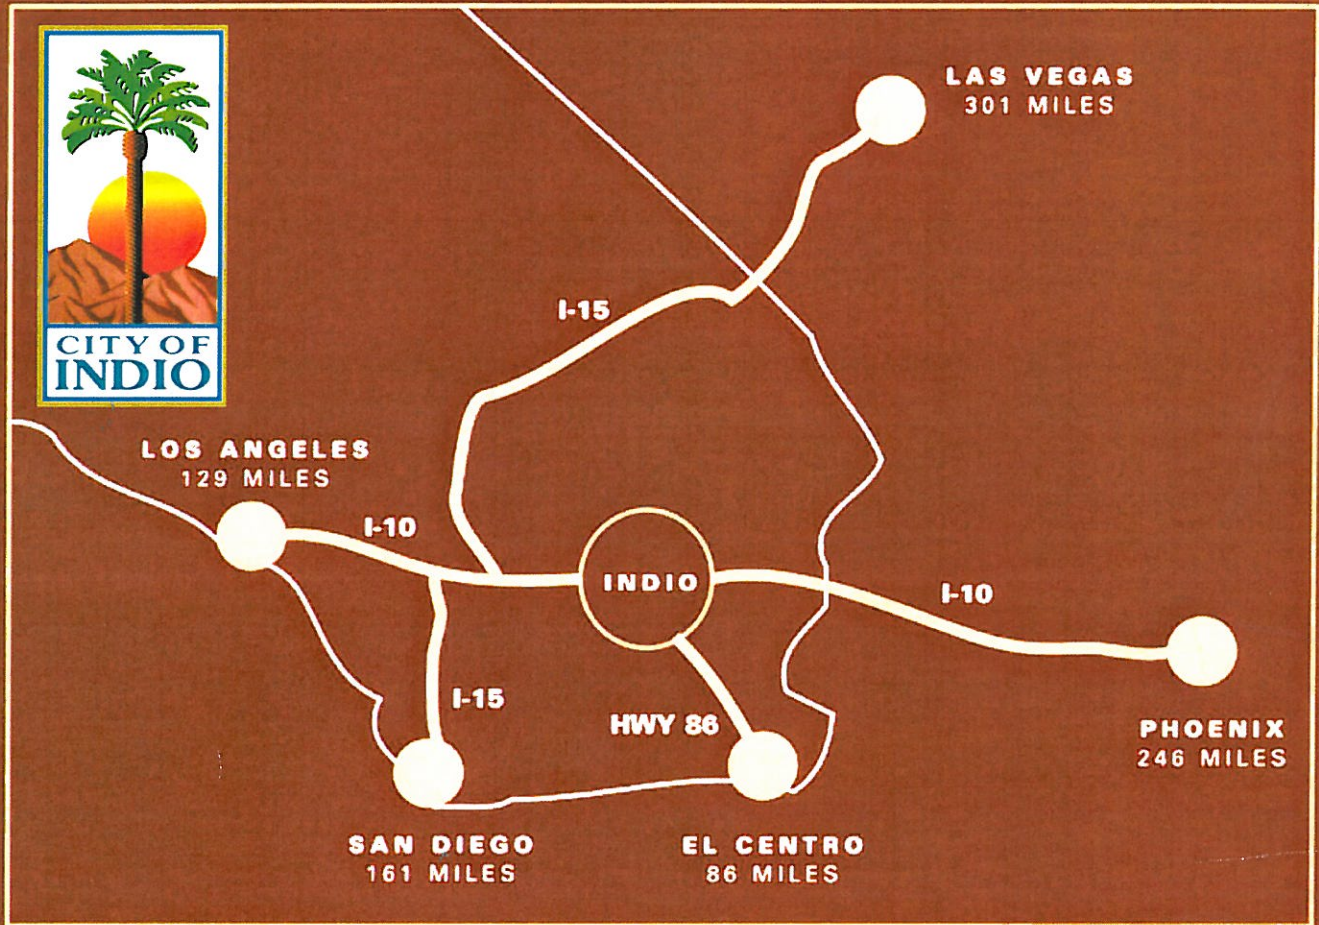 CITY OF
INDIO
LAS VEGAS
301 MILES
I-15
LOS ANGELES
129 MILES
I-10
INDIO
I-10
I-15
HWY 86
PHOENIX
246 MILES
SAN DIEGO
161 MILES
EL CENTRO
86 MILES